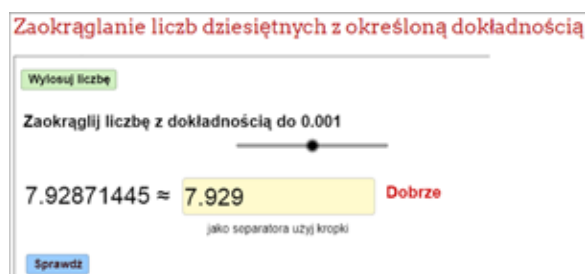 Zaokrąglanie liczb dziesiętnych z określoną dokładnością
Wylosuj liczbę
Zaokrąglij liczbę z dokładnością do 0.001
7.92871445 ≈ 7.929 Dobrze
jako separatora użyj kropki
Sprawdź